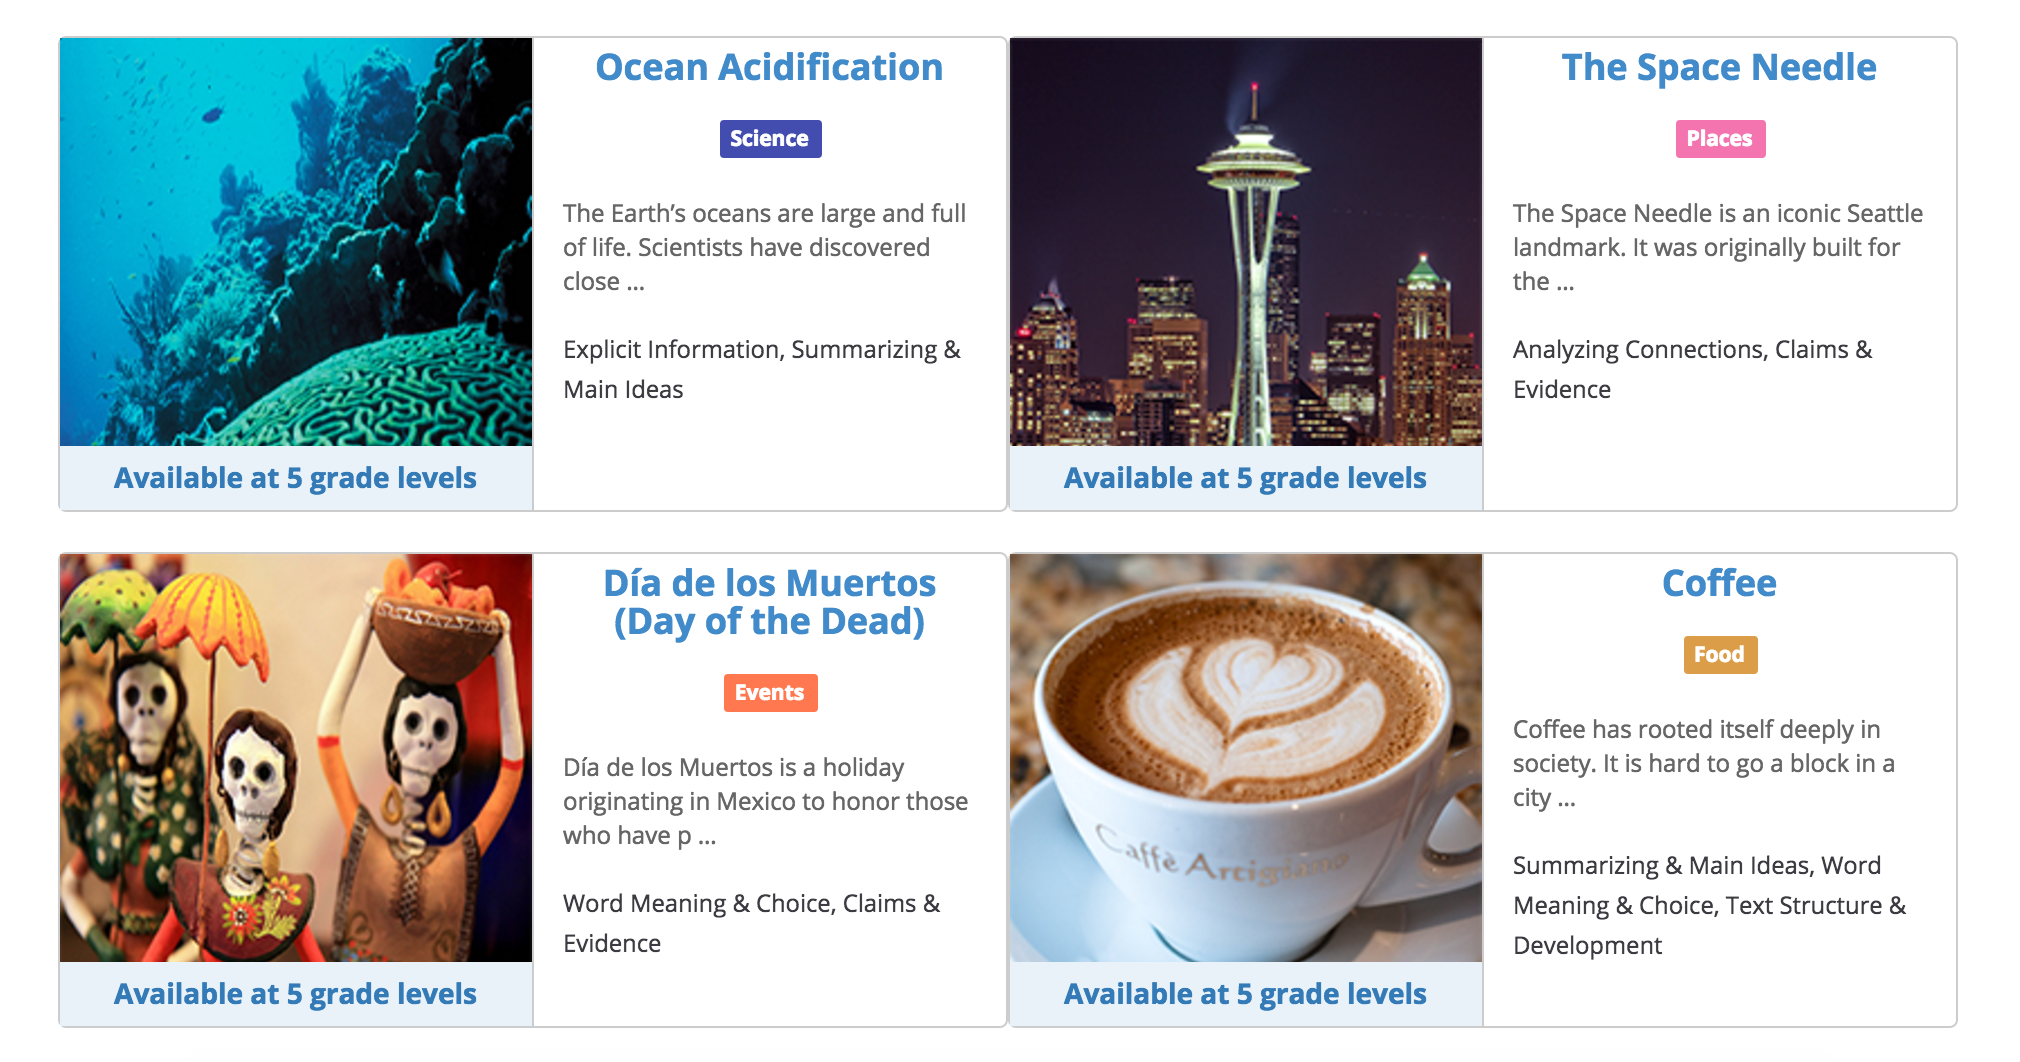 Ocean Acidification
Science
The Earth’s oceans are large and full
of life. Scientists have discovered
close ...
Explicit Information, Summarizing &
Main Ideas
Available at 5 grade levels
The Space Needle
Places
The Space Needle is an iconic Seattle
landmark. It was originally built for
the ...
Analyzing Connections, Claims &
Evidence
Available at 5 grade levels
Día de los Muertos
(Day of the Dead)
Events
Día de los Muertos is a holiday
originating in Mexico to honor those
who have p ...
Word Meaning & Choice, Claims &
Evidence
Available at 5 grade levels
Coffee
Food
Coffee has rooted itself deeply in
society. It is hard to go a block in a
city ...
Summarizing & Main Ideas, Word
Meaning & Choice, Text Structure &
Development
Caffè Artigiano
Available at 5 grade levels